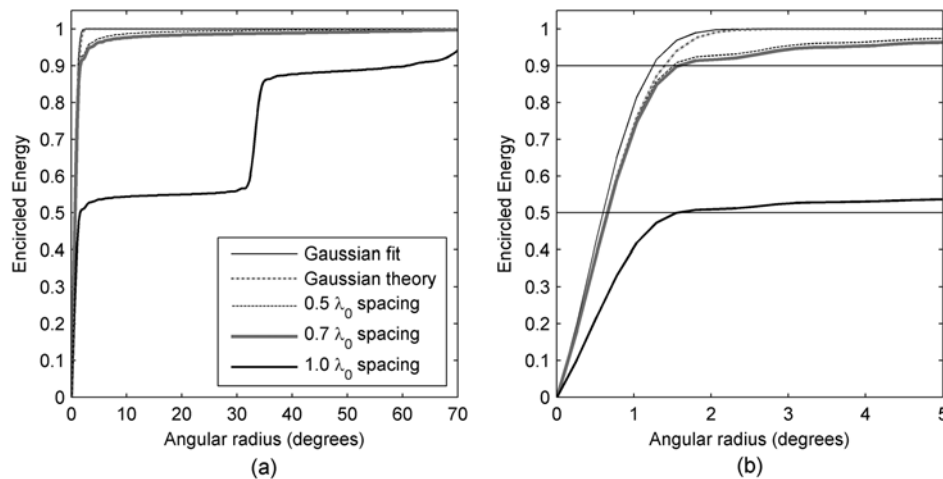 1
0.9
0.8
0.7
0.6
0.5
0.4
0.3
0.2
0.1
0
Encircled Energy
0 10 20 30 40 50 60 70
Angular radius (degrees)
(a)
Gaussian fit
Gaussian theory
0.5 λ₀ spacing
0.7 λ₀ spacing
1.0 λ₀ spacing
1
0.9
0.8
0.7
0.6
0.5
0.4
0.3
0.2
0.1
0
Encircled Energy
0 1 2 3 4 5
Angular radius (degrees)
(b)